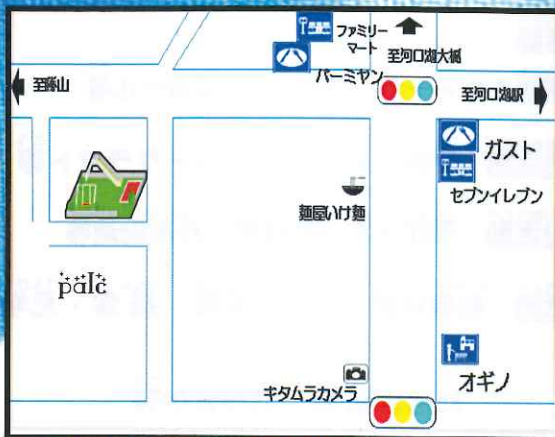 ファミリー
マート
至河口湖大橋
バーミヤン
至勝山
至河口湖駅
ガスト
セブンイレブン
麺屋いけ麺
palc
オギノ
キタムラカメラ